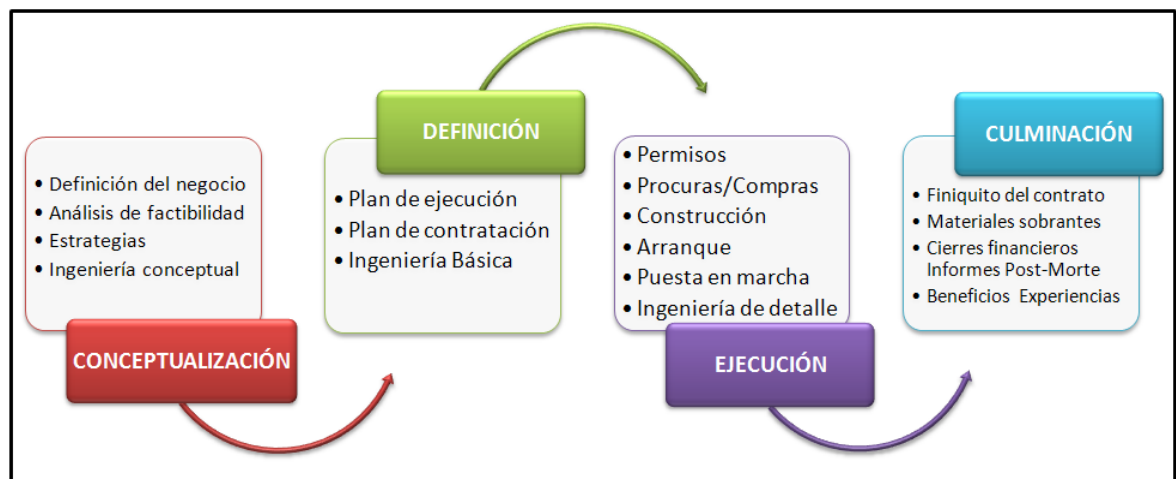 • Definición del negocio
• Análisis de factibilidad
• Estrategias
• Ingeniería conceptual
CONCEPTUALIZACIÓN
DEFINICIÓN
• Plan de ejecución
• Plan de contratación
• Ingeniería Básica
• Permisos
• Procuras/Compras
• Construcción
• Arranque
• Puesta en marcha
• Ingeniería de detalle
EJECUCIÓN
CULMINACIÓN
• Finiquito del contrato
• Materiales sobrantes
• Cierres financieros
Informes Post-Morte
• Beneficios Experiencias